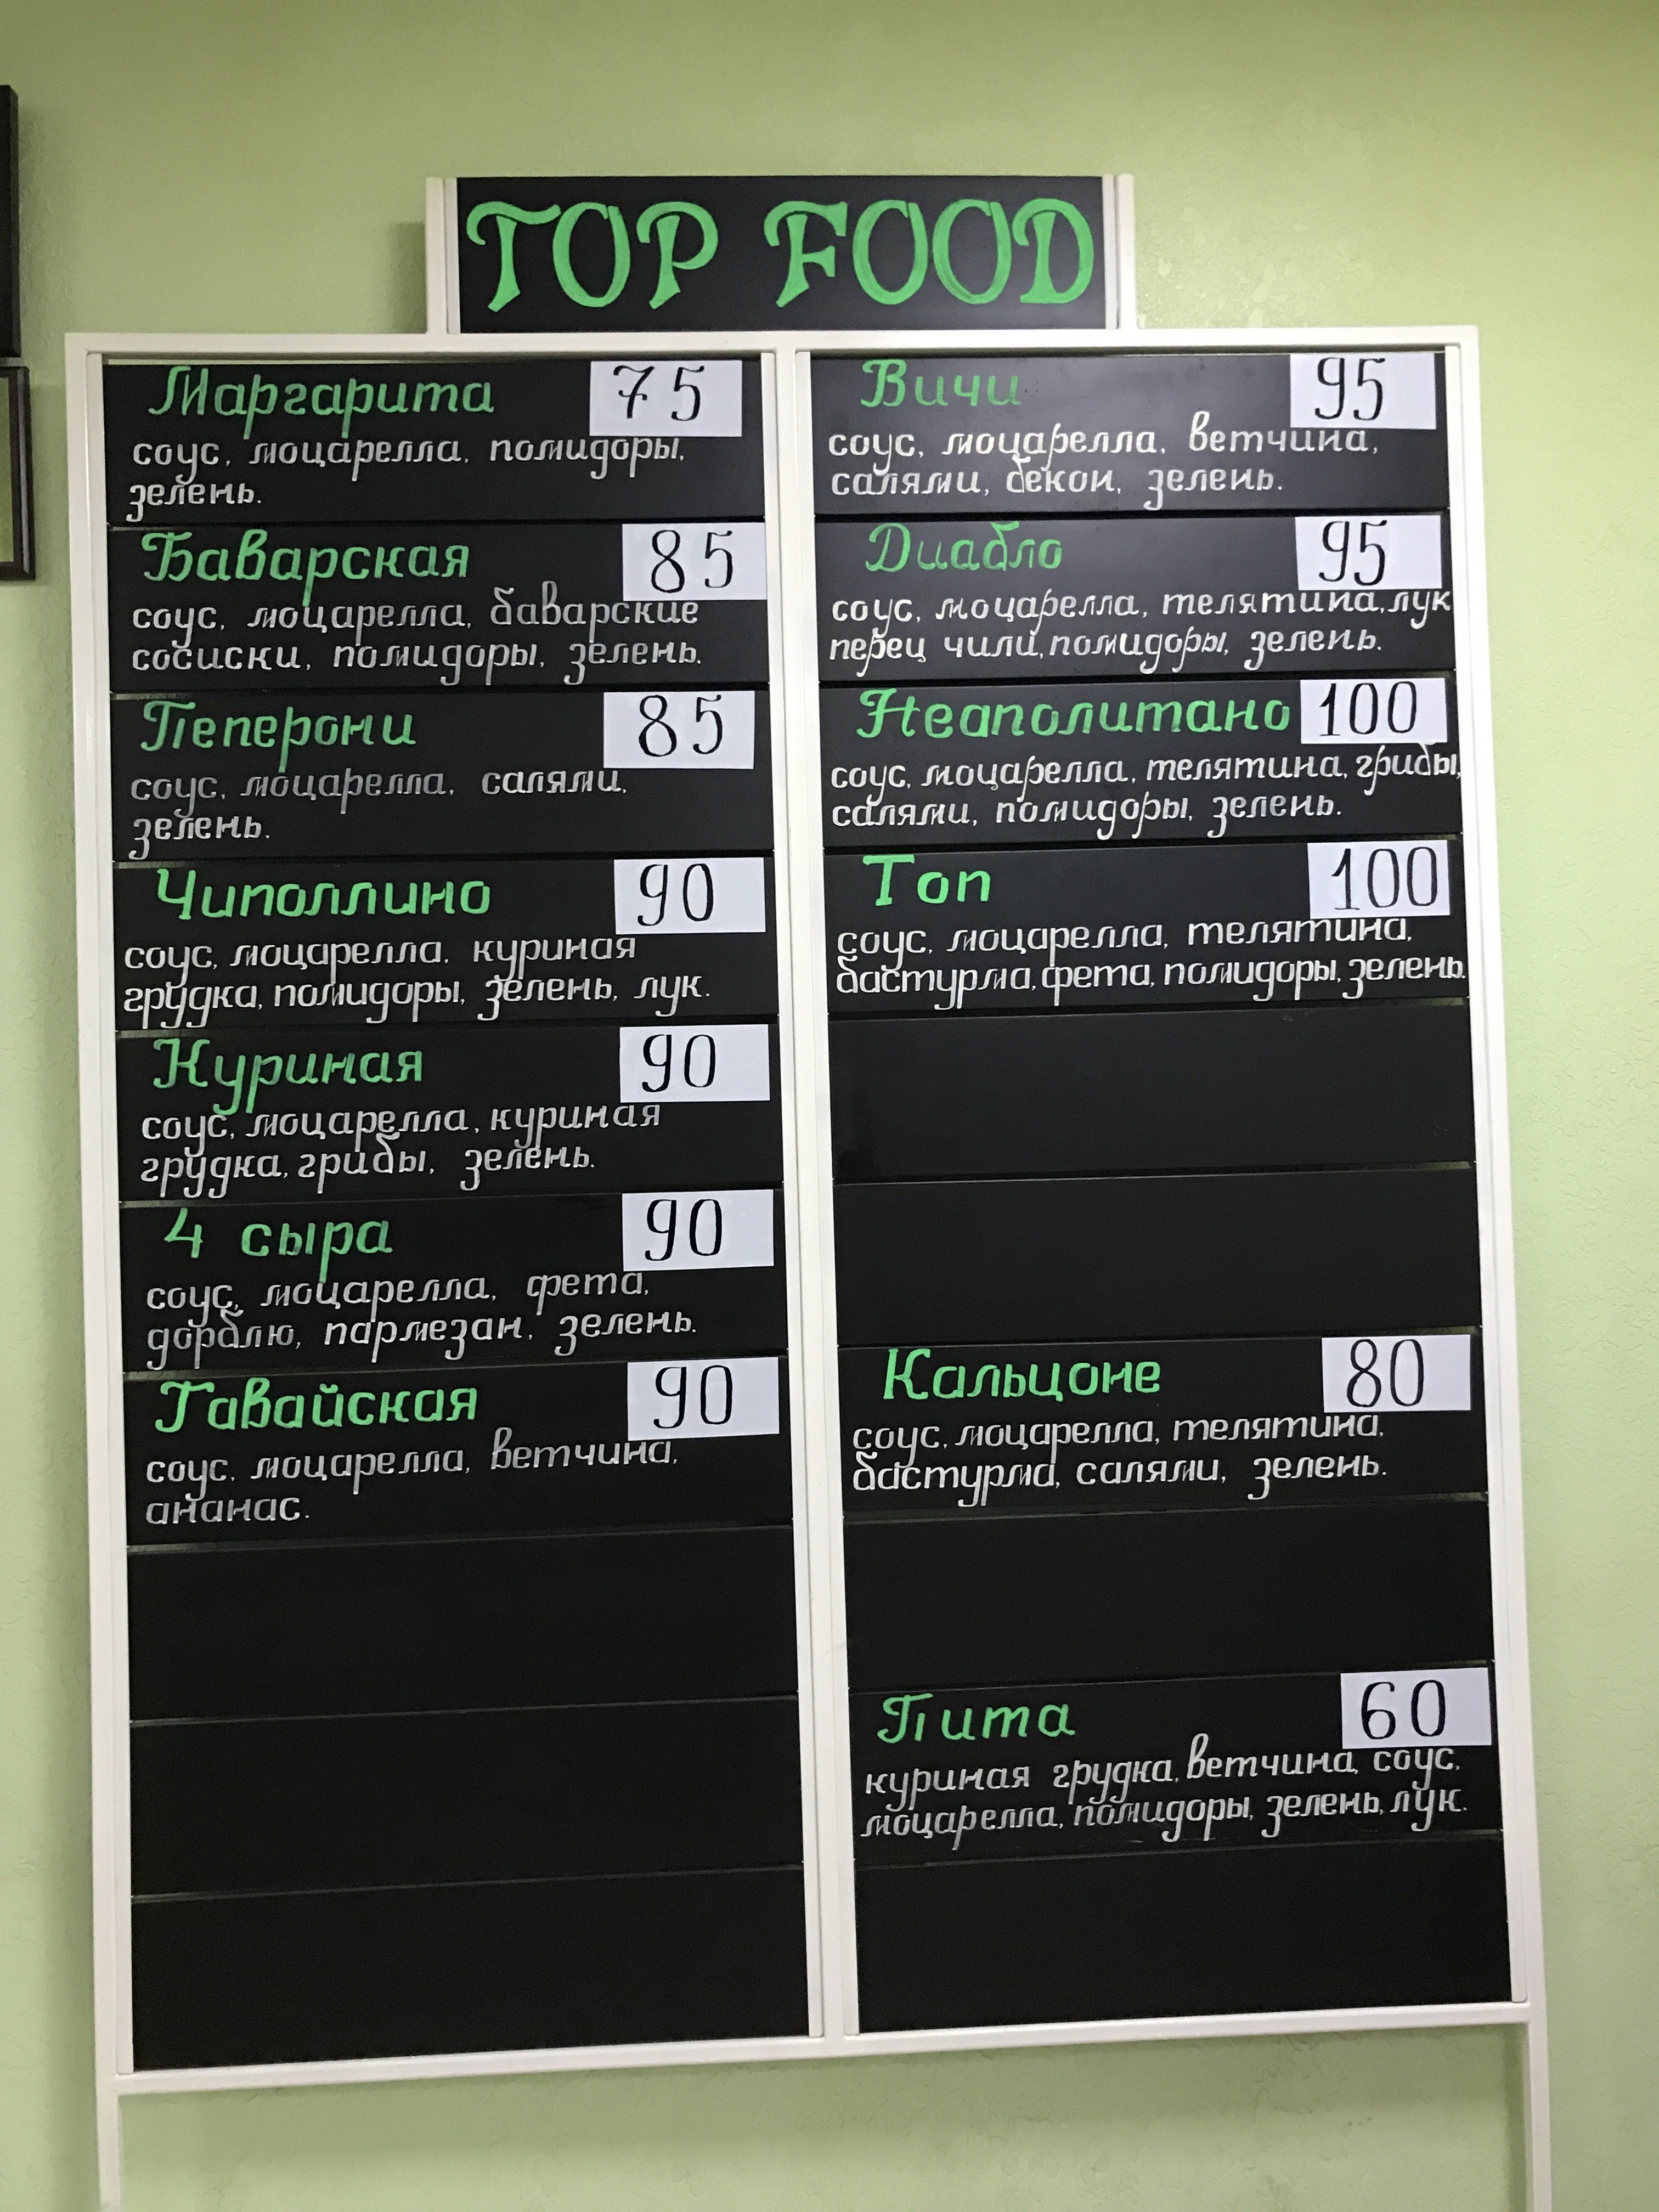 TOP FOOD
Маргарита 75
соус, моцарелла, помидоры,
зелень.
Баварская 85
соус, моцарелла, баварские
сосиски, помидоры, зелень.
Пеперони 85
соус, моцарелла, салями,
зелень.
Чиполлино 90
соус, моцарелла, куриная
грудка, помидоры, зелень, лук.
Куриная 90
соус, моцарелла, куриная
грудка, грибы, зелень.
4 сыра 90
соус, моцарелла, фета,
дорблю, пармезан, зелень.
Гавайская 90
соус, моцарелла, ветчина,
ананас.
Вичи 95
соус, моцарелла, ветчина,
салями, бекон, зелень.
Диабло 95
соус, моцарелла, телятина, лук
перец чили, помидоры, зелень.
Неаполитано 100
соус, моцарелла, телятина, грибы,
салями, помидоры, зелень.
Топ 100
соус, моцарелла, телятина,
бастурма, фета, помидоры, зелень.
Кальцоне 80
соус, моцарелла, телятина,
бастурма, салями, зелень.
Пита 60
куриная грудка, ветчина, соус,
моцарелла, помидоры, зелень, лук.